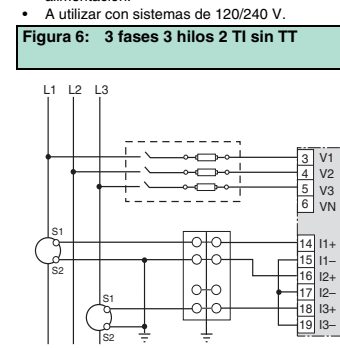 alimentación.
• A utilizar con sistemas de 120/240 V.
Figura 6: 3 fases 3 hilos 2 TI sin TT
L1 L2 L3
3 V1
4 V2
5 V3
6 VN
S1
S2
14 I1+
15 I1–
16 I2+
17 I2–
18 I3+
19 I3–
S1
S2